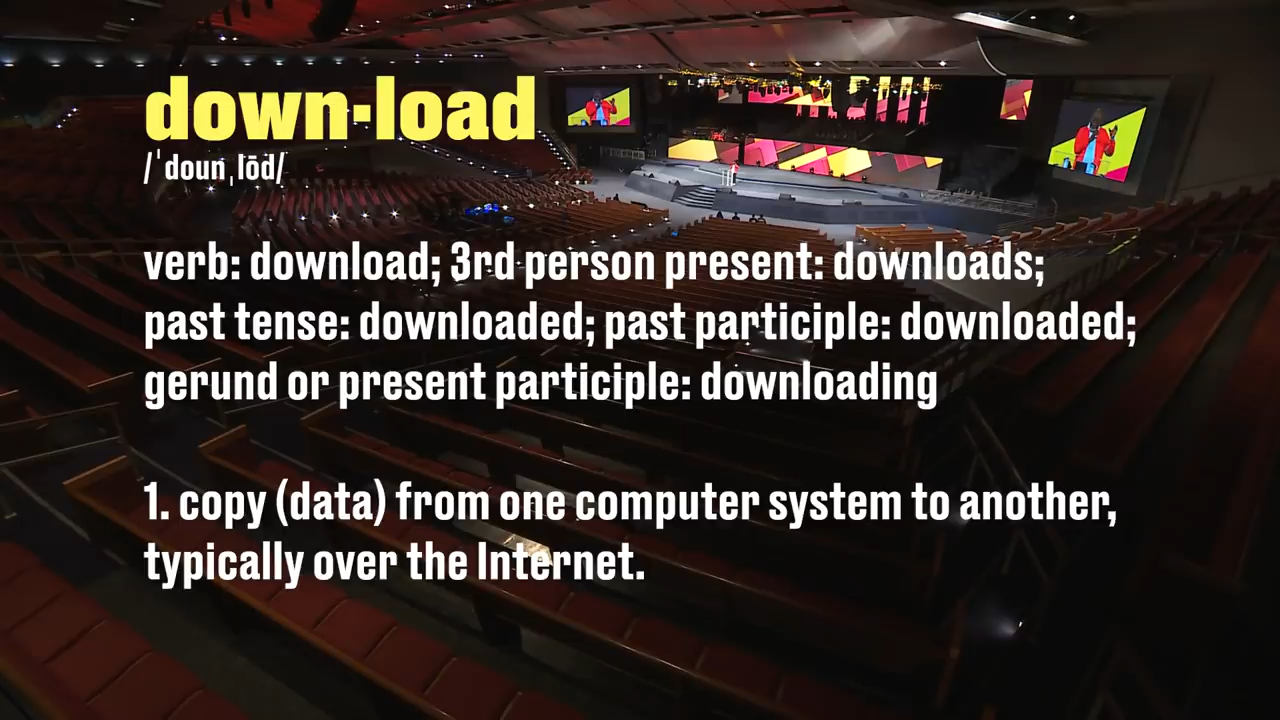 down·load
/ˈdounˌlōd/
verb: download; 3rd person present: downloads;
past tense: downloaded; past participle: downloaded;
gerund or present participle: downloading
1. copy (data) from one computer system to another,
typically over the Internet.